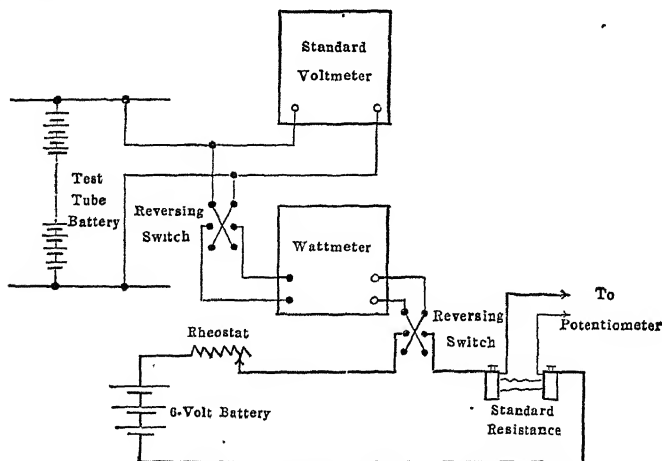 Standard
Voltmeter
Test
Tube
Battery
Reversing
Switch
Wattmeter
Rheostat
Reversing
Switch
To
Potentiometer
6-Volt Battery
Standard
Resistance